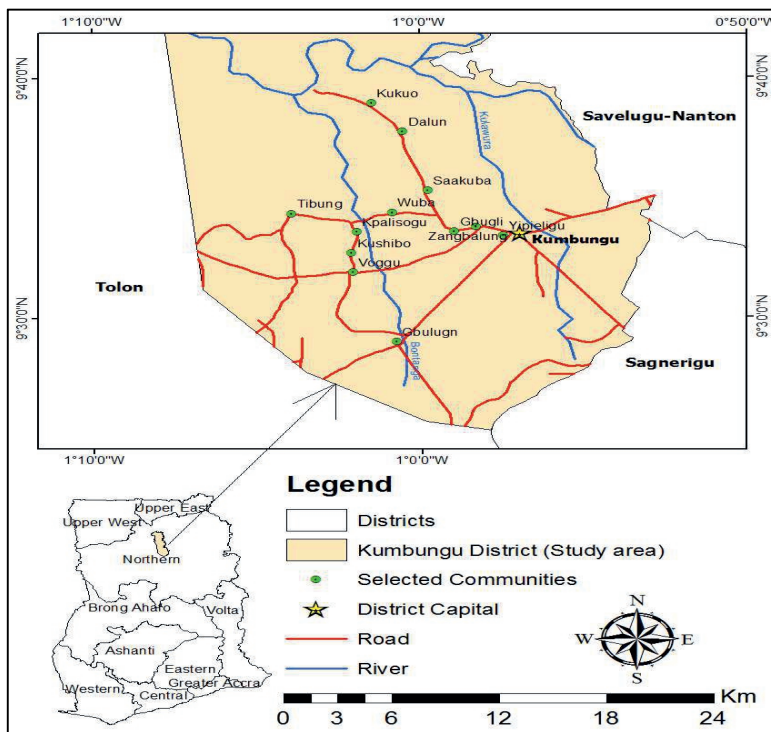 1°10'0"W 1°0'0"W 0°50'0"W
9°40'0"N
9°40'0"N
Kukuo
Kulawura
Savelugu-Nanton
Dalun
Saakuba
Tibung
Wuba
Kpalisogu
Gbugli
Yipieligu
Zangbalun
Kumbungu
Kushibo
Voggu
Tolon
9°30'0"N
9°30'0"N
Gbulugn
Bontanga
Sagnerigu
1°10'0"W 1°0'0"W 0°50'0"W
Legend
Districts
Kumbungu District (Study area)
Selected Communities
District Capital
Road
River
Upper East
Upper West
Northern
Brong Ahafo
Volta
Ashanti
Eastern
Greater Accra
Western
Central
N
W E
S
Km
0 3 6 12 18 24